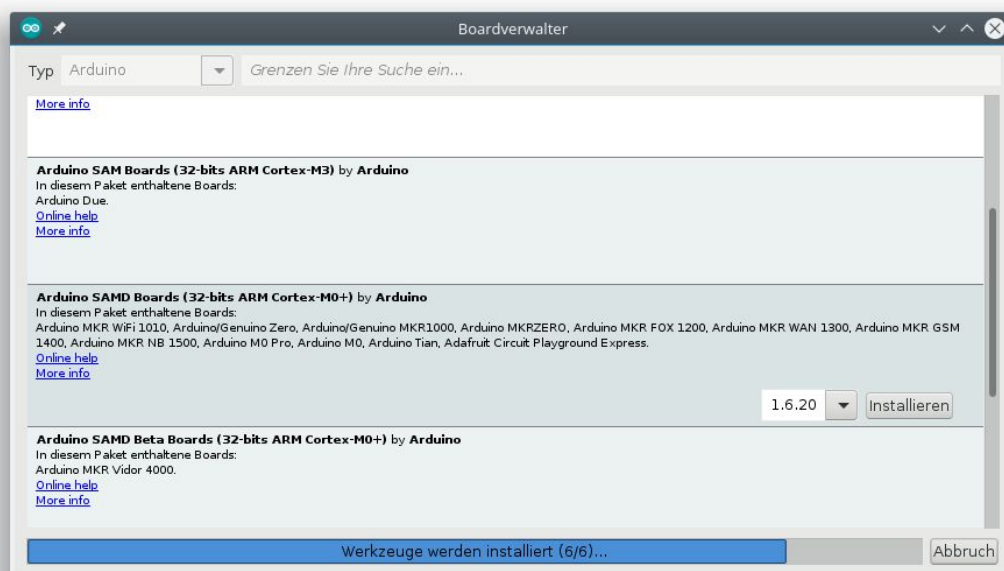 Boardverwalter
Typ Arduino Grenzen Sie Ihre Suche ein...
More info
Arduino SAM Boards (32-bits ARM Cortex-M3) by Arduino
In diesem Paket enthaltene Boards:
Arduino Due.
Online help
More info
Arduino SAMD Boards (32-bits ARM Cortex-M0+) by Arduino
In diesem Paket enthaltene Boards:
Arduino MKR WiFi 1010, Arduino/Genuino Zero, Arduino/Genuino MKR1000, Arduino MKRZERO, Arduino MKR FOX 1200, Arduino MKR WAN 1300, Arduino MKR GSM
1400, Arduino MKR NB 1500, Arduino M0 Pro, Arduino M0, Arduino Tian, Adafruit Circuit Playground Express.
Online help
More info
1.6.20 Installieren
Arduino SAMD Beta Boards (32-bits ARM Cortex-M0+) by Arduino
In diesem Paket enthaltene Boards:
Arduino MKR Vidor 4000.
Online help
More info
Werkzeuge werden installiert (6/6)... Abbruch